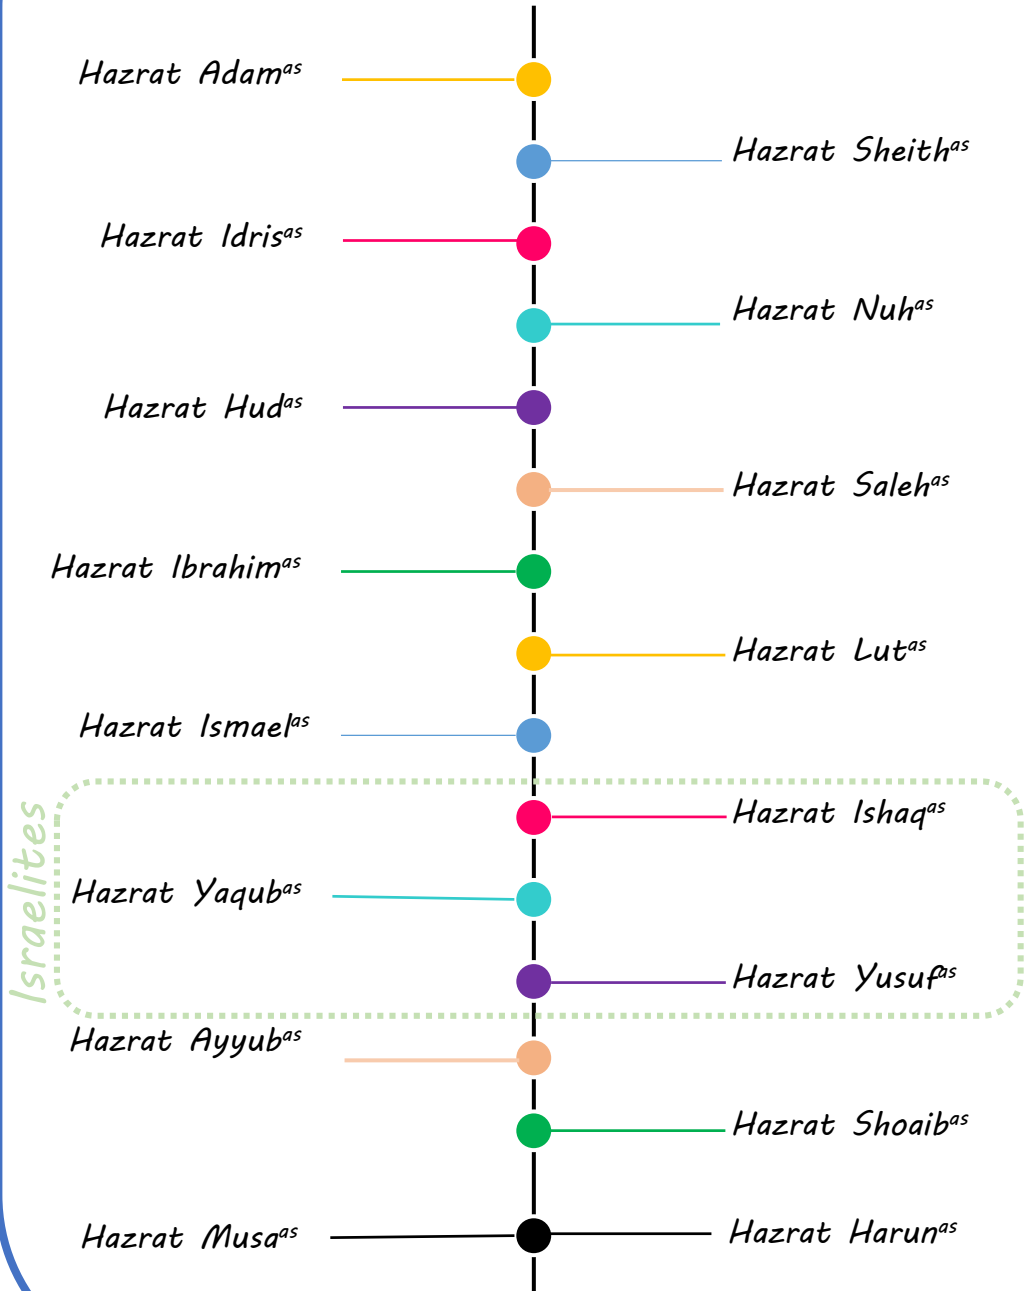 Hazrat Adamas
Hazrat Sheithas
Hazrat Idrisas
Hazrat Nuhas
Hazrat Hudas
Hazrat Salehas
Hazrat Ibrahimas
Hazrat Lutas
Hazrat Ismaelas
Israelites
Hazrat Ishaqas
Hazrat Yaqubas
Hazrat Yusufas
Hazrat Ayyubas
Hazrat Shoaibas
Hazrat Musaas
Hazrat Harunas